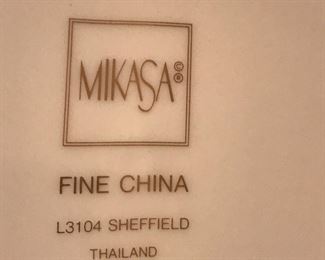 MIKASA©®
FINE CHINA
L3104 SHEFFIELD
THAILAND